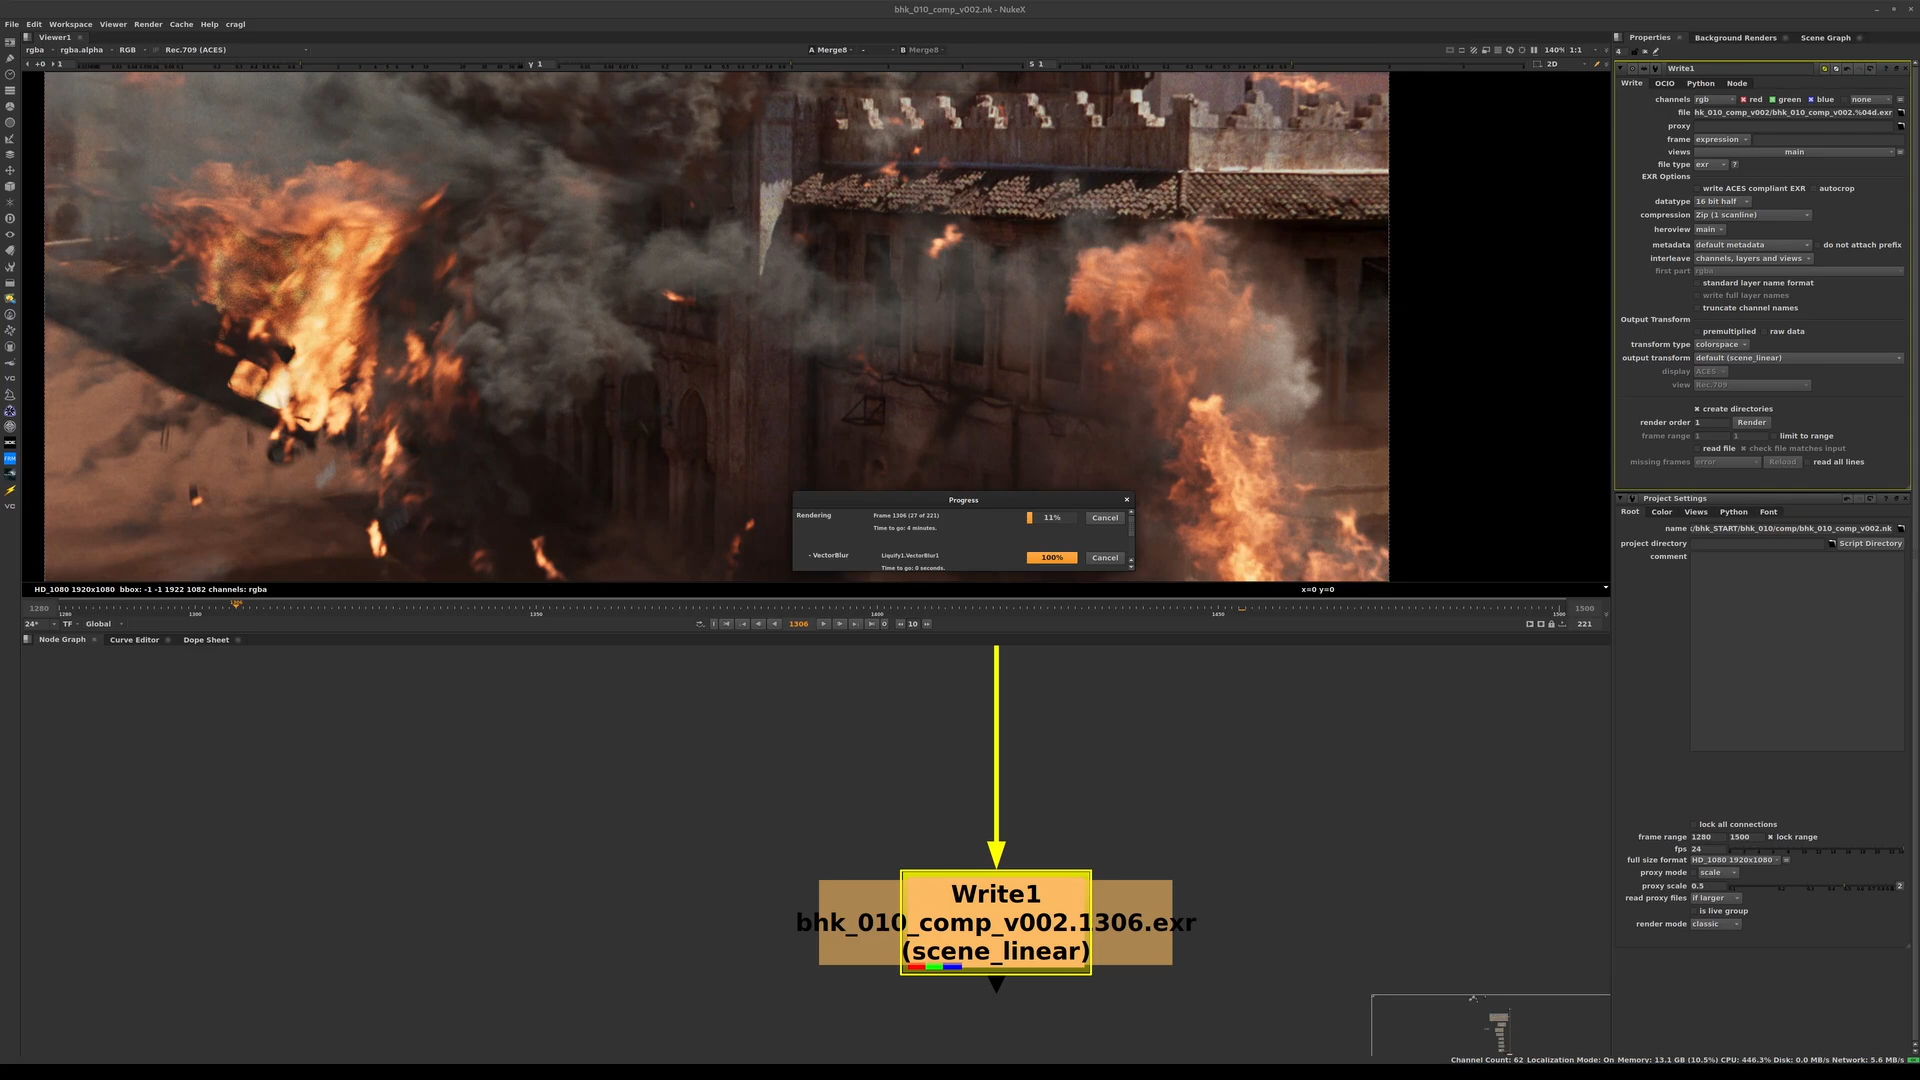 bhk_010_comp_v002.nk - NukeX
File Edit Workspace Viewer Render Cache Help cragl
Viewer1
rgba rgba.alpha RGB IP Rec.709 (ACES) A Merge8 - B Merge8 140% 1:1
+0 1 Y 1 S 1 2D
Progress
Rendering Frame 1306 (27 of 221) 11% Cancel
Time to go: 4 minutes.
- VectorBlur Liquify1.VectorBlur1 100% Cancel
Time to go: 0 seconds.
HD_1080 1920x1080 bbox: -1 -1 1922 1082 channels: rgba x=0 y=0
1280 1280 1300 1306 1350 1400 1450 1500 1500
24* TF Global 1306 10 221
Node Graph Curve Editor Dope Sheet
Write1
bhk_010_comp_v002.1306.exr
(scene_linear)
Properties Background Renders Scene Graph
4
Write1
Write OCIO Python Node
channels rgb red green blue none
file hk_010_comp_v002/bhk_010_comp_v002.%04d.exr
proxy
frame expression
views main
file type exr ?
EXR Options
write ACES compliant EXR autocrop
datatype 16 bit half
compression Zip (1 scanline)
heroview main
metadata default metadata do not attach prefix
interleave channels, layers and views
first part rgba
standard layer name format
write full layer names
truncate channel names
Output Transform
premultiplied raw data
transform type colorspace
output transform default (scene_linear)
display ACES
view Rec.709
create directories
render order 1 Render
frame range 1 1 limit to range
read file check file matches input
missing frames error Reload read all lines
Project Settings
Root Color Views Python Font
name :/bhk_START/bhk_010/comp/bhk_010_comp_v002.nk
project directory Script Directory
comment
lock all connections
frame range 1280 1500 lock range
fps 24
full size format HD_1080 1920x1080
proxy mode scale
proxy scale 0.5 2
read proxy files if larger
is live group
render mode classic
Channel Count: 62 Localization Mode: On Memory: 13.1 GB (10.5%) CPU: 446.3% Disk: 0.0 MB/s Network: 5.6 MB/s